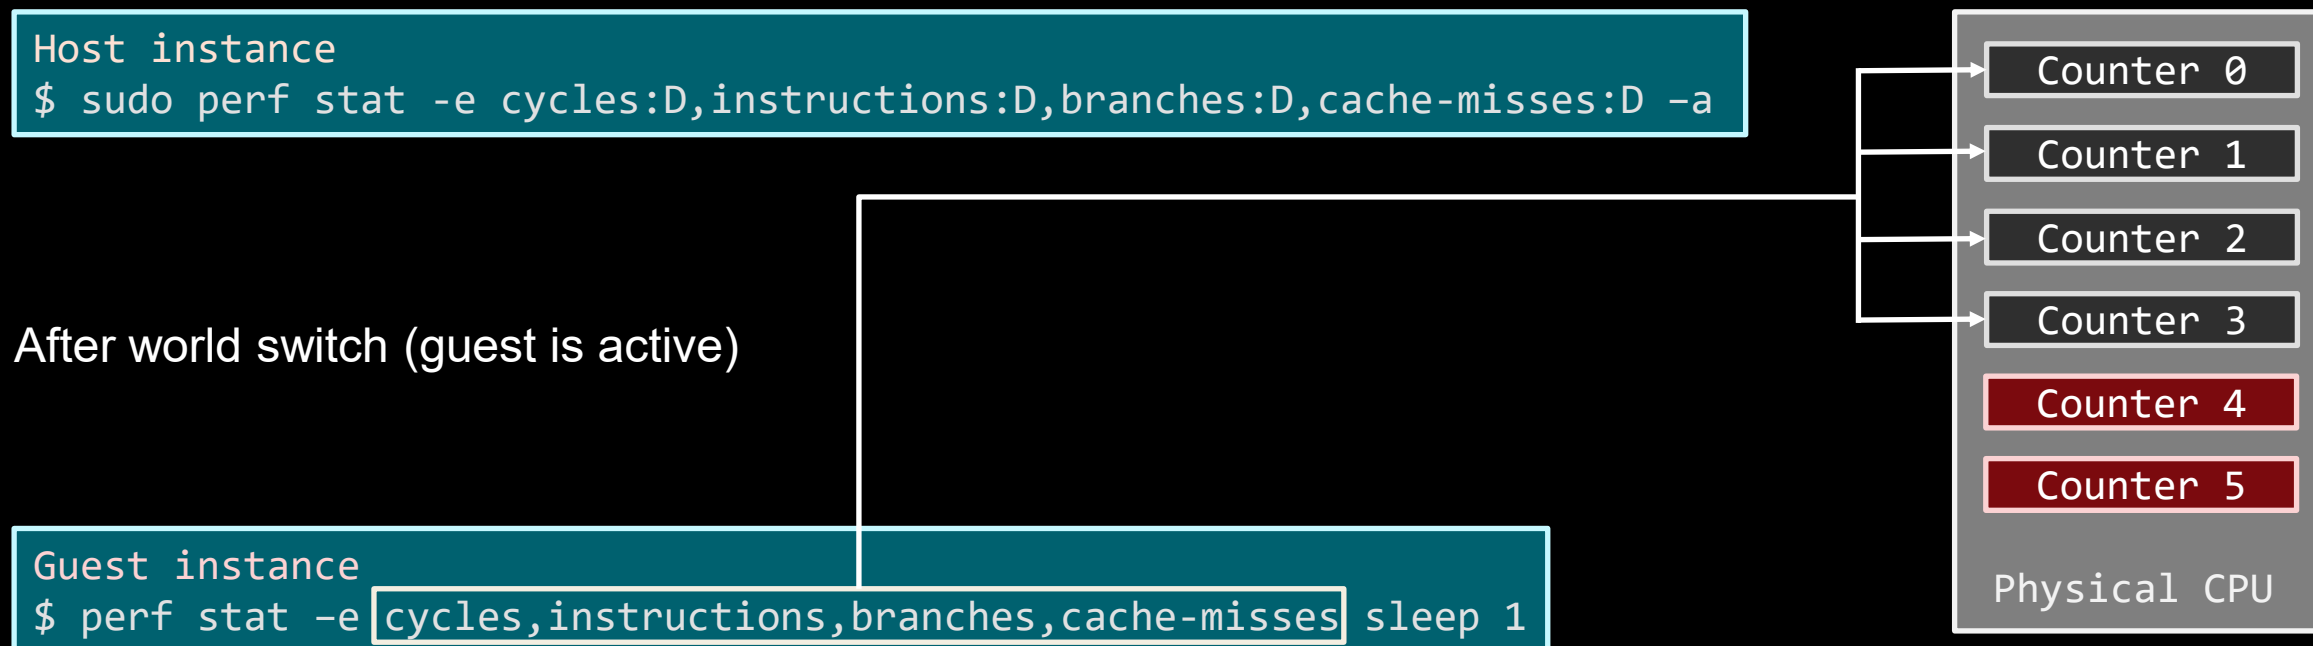 Host instance
$ sudo perf stat -e cycles:D,instructions:D,branches:D,cache-misses:D –a
After world switch (guest is active)
Guest instance
$ perf stat –e cycles,instructions,branches,cache-misses sleep 1
Counter 0
Counter 1
Counter 2
Counter 3
Counter 4
Counter 5
Physical CPU